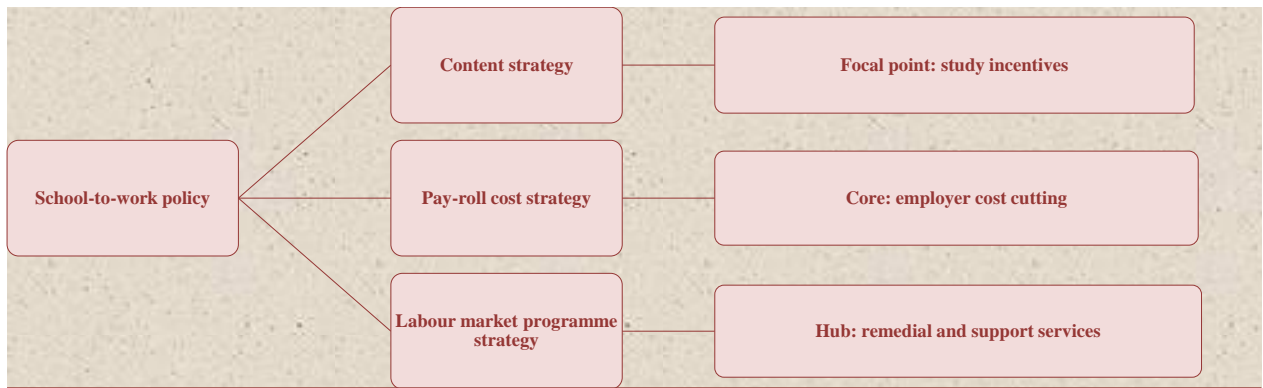 Content strategy
Focal point: study incentives
School-to-work policy
Pay-roll cost strategy
Core: employer cost cutting
Labour market programme
strategy
Hub: remedial and support services